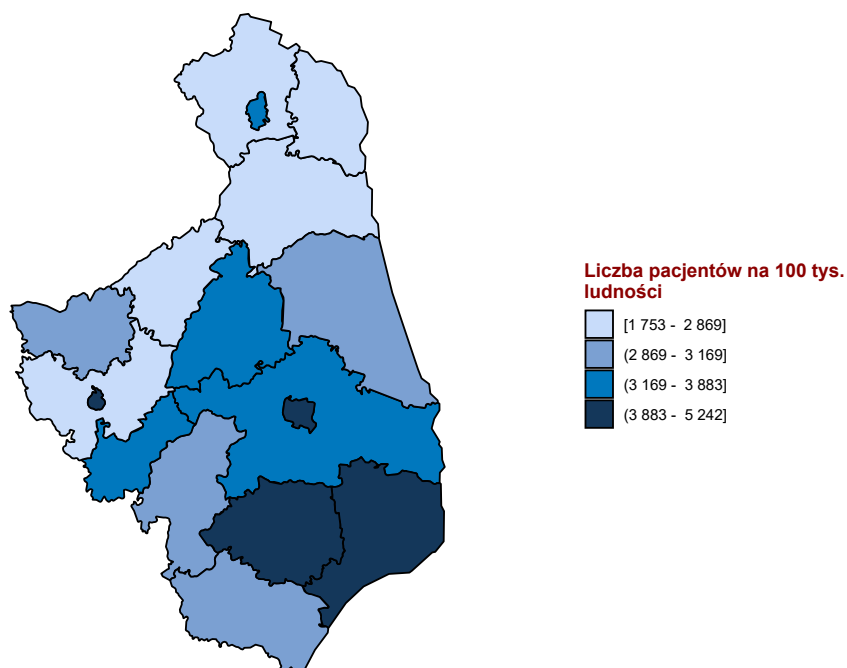 Liczba pacjentów na 100 tys.
ludności
[1 753 - 2 869]
(2 869 - 3 169]
(3 169 - 3 883]
(3 883 - 5 242]